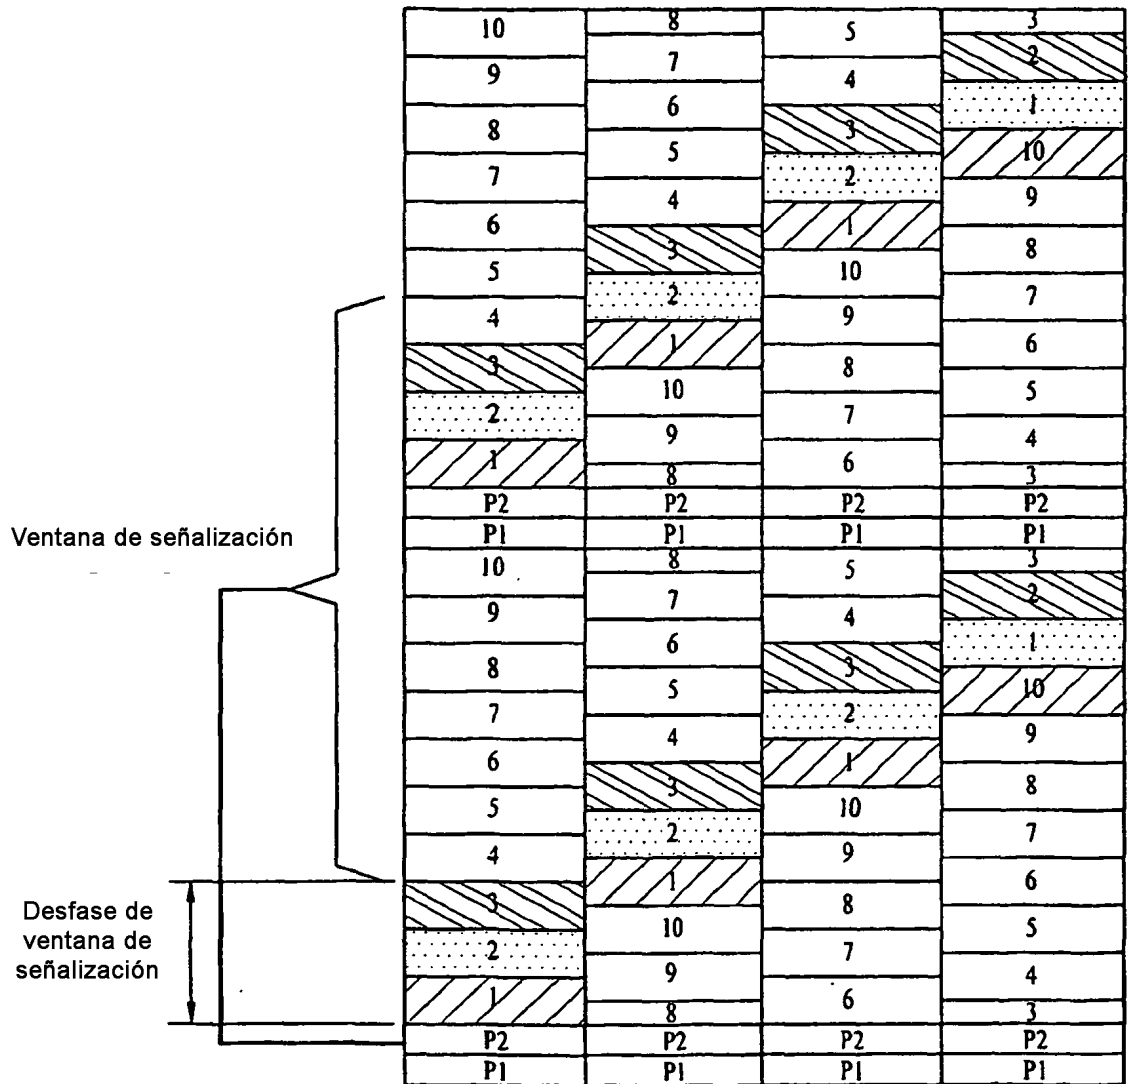 10 8 5 3
9 7 4 2
8 6 3 1
7 5 2 10
6 4 1 9
5 3 10 8
4 2 9 7
3 1 8 6
2 10 7 5
1 9 6 4
8 3
P2 P2 P2 P2
Ventana de señalización
P1 P1 P1 P1
10 8 5 3
9 7 4 2
8 6 3 1
7 5 2 10
6 4 1 9
5 3 10 8
4 2 9 7
3 1 8 6
2 10 7 5
1 9 6 4
8 3
Desfase de
ventana de
señalización
P2 P2 P2 P2
P1 P1 P1 P1